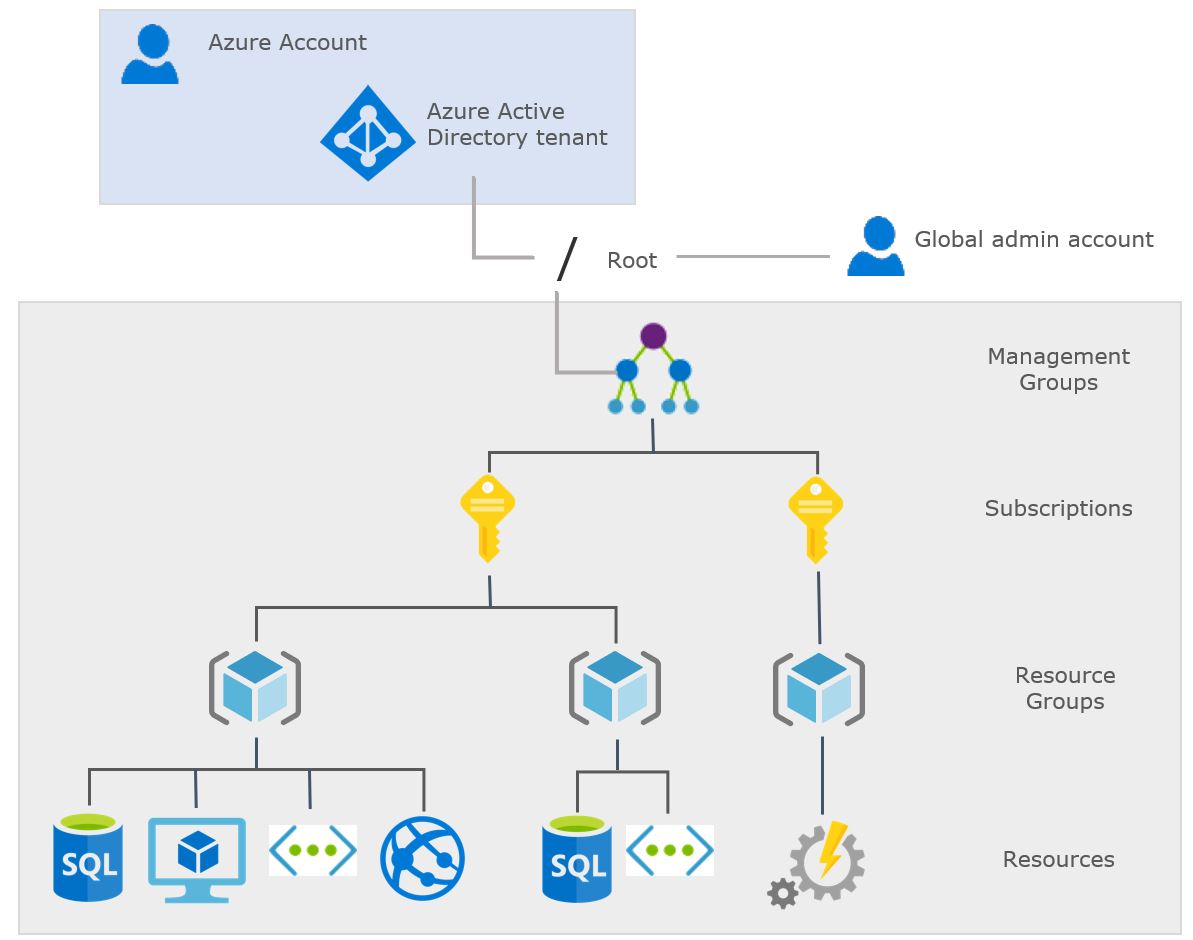 Azure Account
Azure Active
Directory tenant
/
Root
Global admin account
Management
Groups
Subscriptions
Resource
Groups
SQL
SQL
Resources